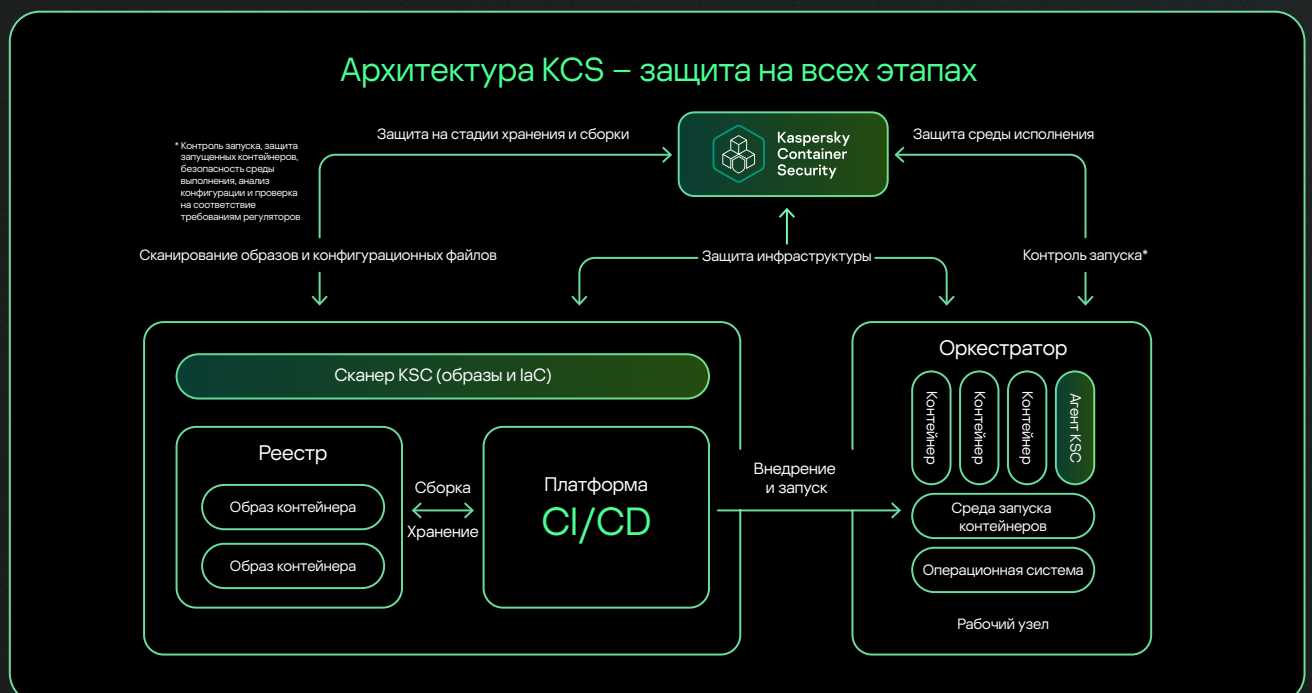 Архитектура KCS – защита на всех этапах
Защита на стадии хранения и сборки
Kaspersky
Container
Security
Защита среды исполнения
* Контроль запуска, защита
запущенных контейнеров,
безопасность среды
выполнения, анализ
конфигурации и проверка
на соответствие
требованиям регуляторов
Сканирование образов и конфигурационных файлов
Защита инфраструктуры
Контроль запуска*
Сканер KSC (образы и IaC)
Реестр
Образ контейнера
Образ контейнера
Сборка
Хранение
Платформа
CI/CD
Внедрение
и запуск
Оркестратор
Контейнер
Контейнер
Контейнер
Агент KSC
Среда запуска
контейнеров
Операционная система
Рабочий узел